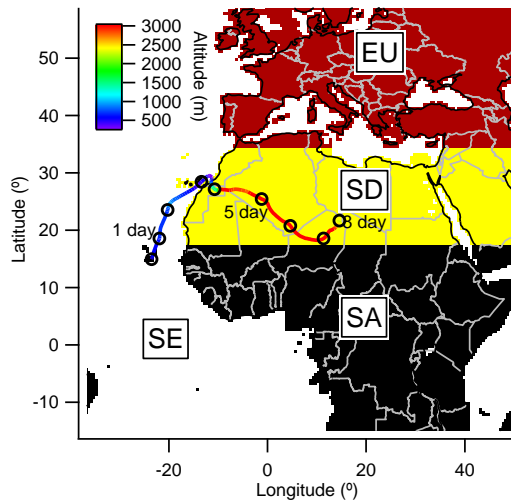 3000
2500
2000
1500
1000
500
Altitude (m)
EU
SD
SA
SE
1 day
5 day
8 day
50
40
30
20
10
0
-10
Latitude (º)
-20
0
20
40
Longitude (º)